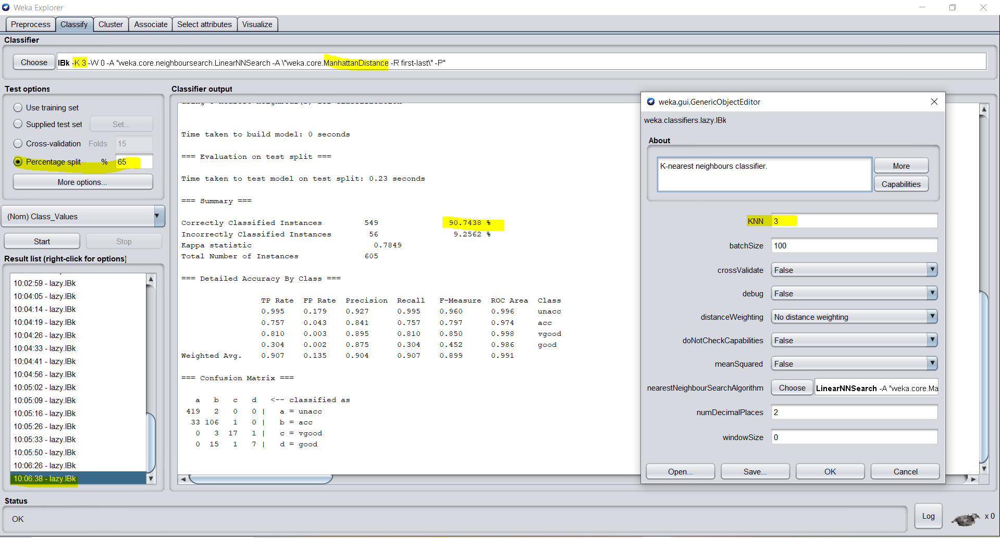 Weka Explorer
Preprocess Classify Cluster Associate Select attributes Visualize
Classifier
Choose IBk -K 3 -W 0 -A "weka.core.neighboursearch.LinearNNSearch -A \"weka.core.ManhattanDistance -R first-last\" -P"
Test options
Use training set
Supplied test set Set...
Cross-validation Folds 15
Percentage split % 65
More options...
(Nom) Class_Values
Start Stop
Result list (right-click for options)
10:02:59 - lazy.IBk
10:04:05 - lazy.IBk
10:04:14 - lazy.IBk
10:04:19 - lazy.IBk
10:04:26 - lazy.IBk
10:04:33 - lazy.IBk
10:04:41 - lazy.IBk
10:04:56 - lazy.IBk
10:05:02 - lazy.IBk
10:05:09 - lazy.IBk
10:05:16 - lazy.IBk
10:05:26 - lazy.IBk
10:05:33 - lazy.IBk
10:05:50 - lazy.IBk
10:06:26 - lazy.IBk
10:06:38 - lazy.IBk
Classifier output
Time taken to build model: 0 seconds
=== Evaluation on test split ===
Time taken to test model on test split: 0.23 seconds
=== Summary ===
Correctly Classified Instances 549 90.7438 %
Incorrectly Classified Instances 56 9.2562 %
Kappa statistic 0.7849
Total Number of Instances 605
=== Detailed Accuracy By Class ===
TP Rate FP Rate Precision Recall F-Measure ROC Area Class
0.995 0.179 0.927 0.995 0.960 0.996 unacc
0.757 0.043 0.841 0.757 0.797 0.974 acc
0.810 0.003 0.895 0.810 0.850 0.998 vgood
0.304 0.002 0.875 0.304 0.452 0.986 good
Weighted Avg. 0.907 0.135 0.904 0.907 0.899 0.991
=== Confusion Matrix ===
a b c d <-- classified as
419 2 0 0 | a = unacc
33 106 1 0 | b = acc
0 3 17 1 | c = vgood
0 15 1 7 | d = good
weka.gui.GenericObjectEditor
weka.classifiers.lazy.IBk
About
K-nearest neighbours classifier.
More
Capabilities
KNN 3
batchSize 100
crossValidate False
debug False
distanceWeighting No distance weighting
doNotCheckCapabilities False
meanSquared False
nearestNeighbourSearchAlgorithm Choose LinearNNSearch -A "weka.core.Ma
numDecimalPlaces 2
windowSize 0
Open... Save... OK Cancel
Status
OK
Log x 0